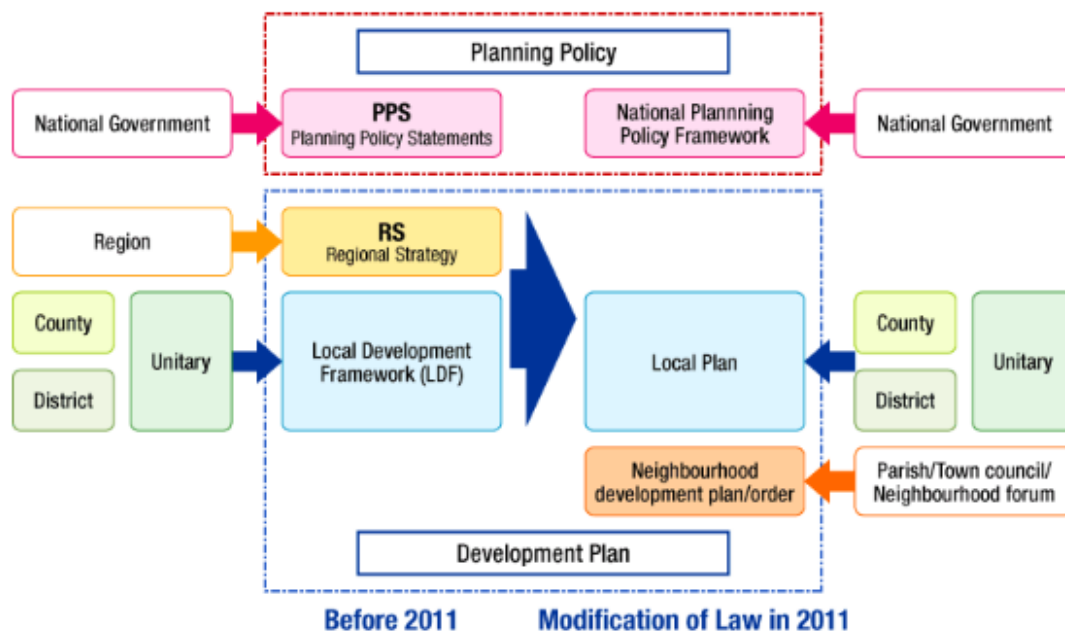 Planning Policy
National Government
PPS
Planning Policy Statements
National Plannning
Policy Framework
National Government
Region
RS
Regional Strategy
County
District
Unitary
Local Development
Framework (LDF)
Local Plan
County
District
Unitary
Neighbourhood
development plan/order
Parish/Town council/
Neighbourhood forum
Development Plan
Before 2011
Modification of Law in 2011